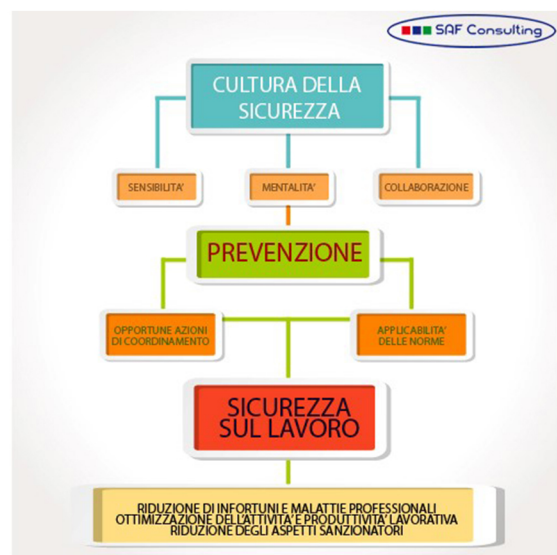 SAF Consulting
CULTURA DELLA
SICUREZZA
SENSIBILITA'
MENTALITA'
COLLABORAZIONE
PREVENZIONE
OPPORTUNE AZIONI
DI COORDINAMENTO
APPLICABILITA'
DELLE NORME
SICUREZZA
SUL LAVORO
RIDUZIONE DI INFORTUNI E MALATTIE PROFESSIONALI
OTTIMIZZAZIONE DELL'ATTIVITA' E PRODUTTIVITA' LAVORATIVA
RIDUZIONE DEGLI ASPETTI SANZIONATORI